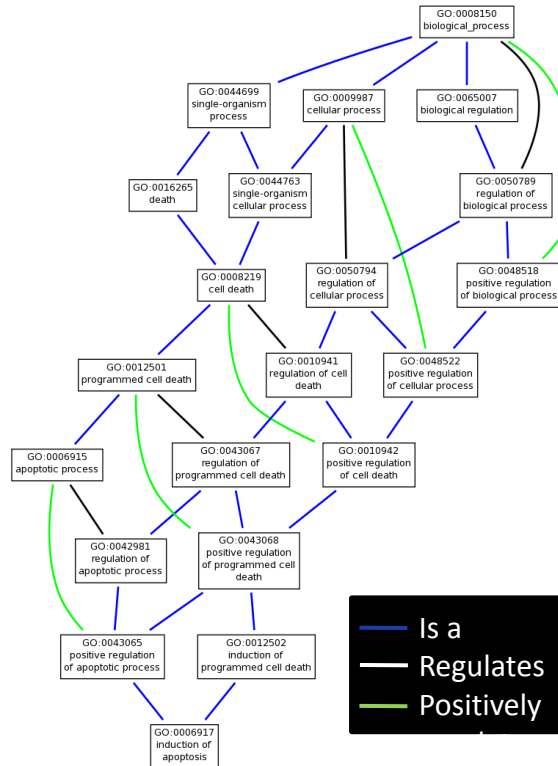 GO:0008150
biological_process
GO:0044699
single-organism
process
GO:0009987
cellular process
GO:0065007
biological regulation
GO:0016265
death
GO:0044763
single-organism
cellular process
GO:0050789
regulation of
biological process
GO:0008219
cell death
GO:0050794
regulation of
cellular process
GO:0048518
positive regulation
of biological process
GO:0012501
programmed cell death
GO:0010941
regulation of cell
death
GO:0048522
positive regulation
of cellular process
GO:0006915
apoptotic process
GO:0043067
regulation of
programmed cell death
GO:0010942
positive regulation
of cell death
GO:0042981
regulation of
apoptotic process
GO:0043068
positive regulation
of programmed cell
death
GO:0043065
positive regulation
of apoptotic process
GO:0012502
induction of
programmed cell death
GO:0006917
induction of
apoptosis
Is a
Regulates
Positively